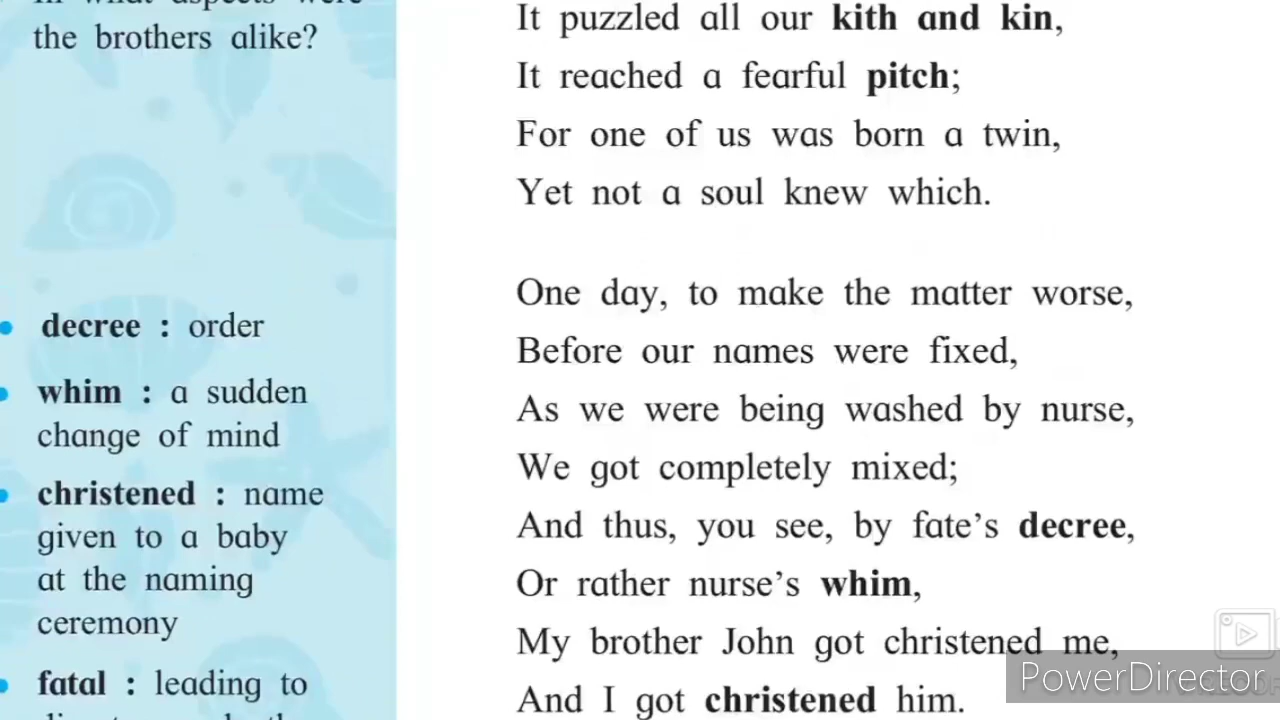 In what aspects were
the brothers alike?
decree : order
whim : a sudden
change of mind
christened : name
given to a baby
at the naming
ceremony
fatal : leading to
It puzzled all our kith and kin,
It reached a fearful pitch;
For one of us was born a twin,
Yet not a soul knew which.
One day, to make the matter worse,
Before our names were fixed,
As we were being washed by nurse,
We got completely mixed;
And thus, you see, by fate's decree,
Or rather nurse's whim,
My brother John got christened me,
And I got christened him.
PowerDirector